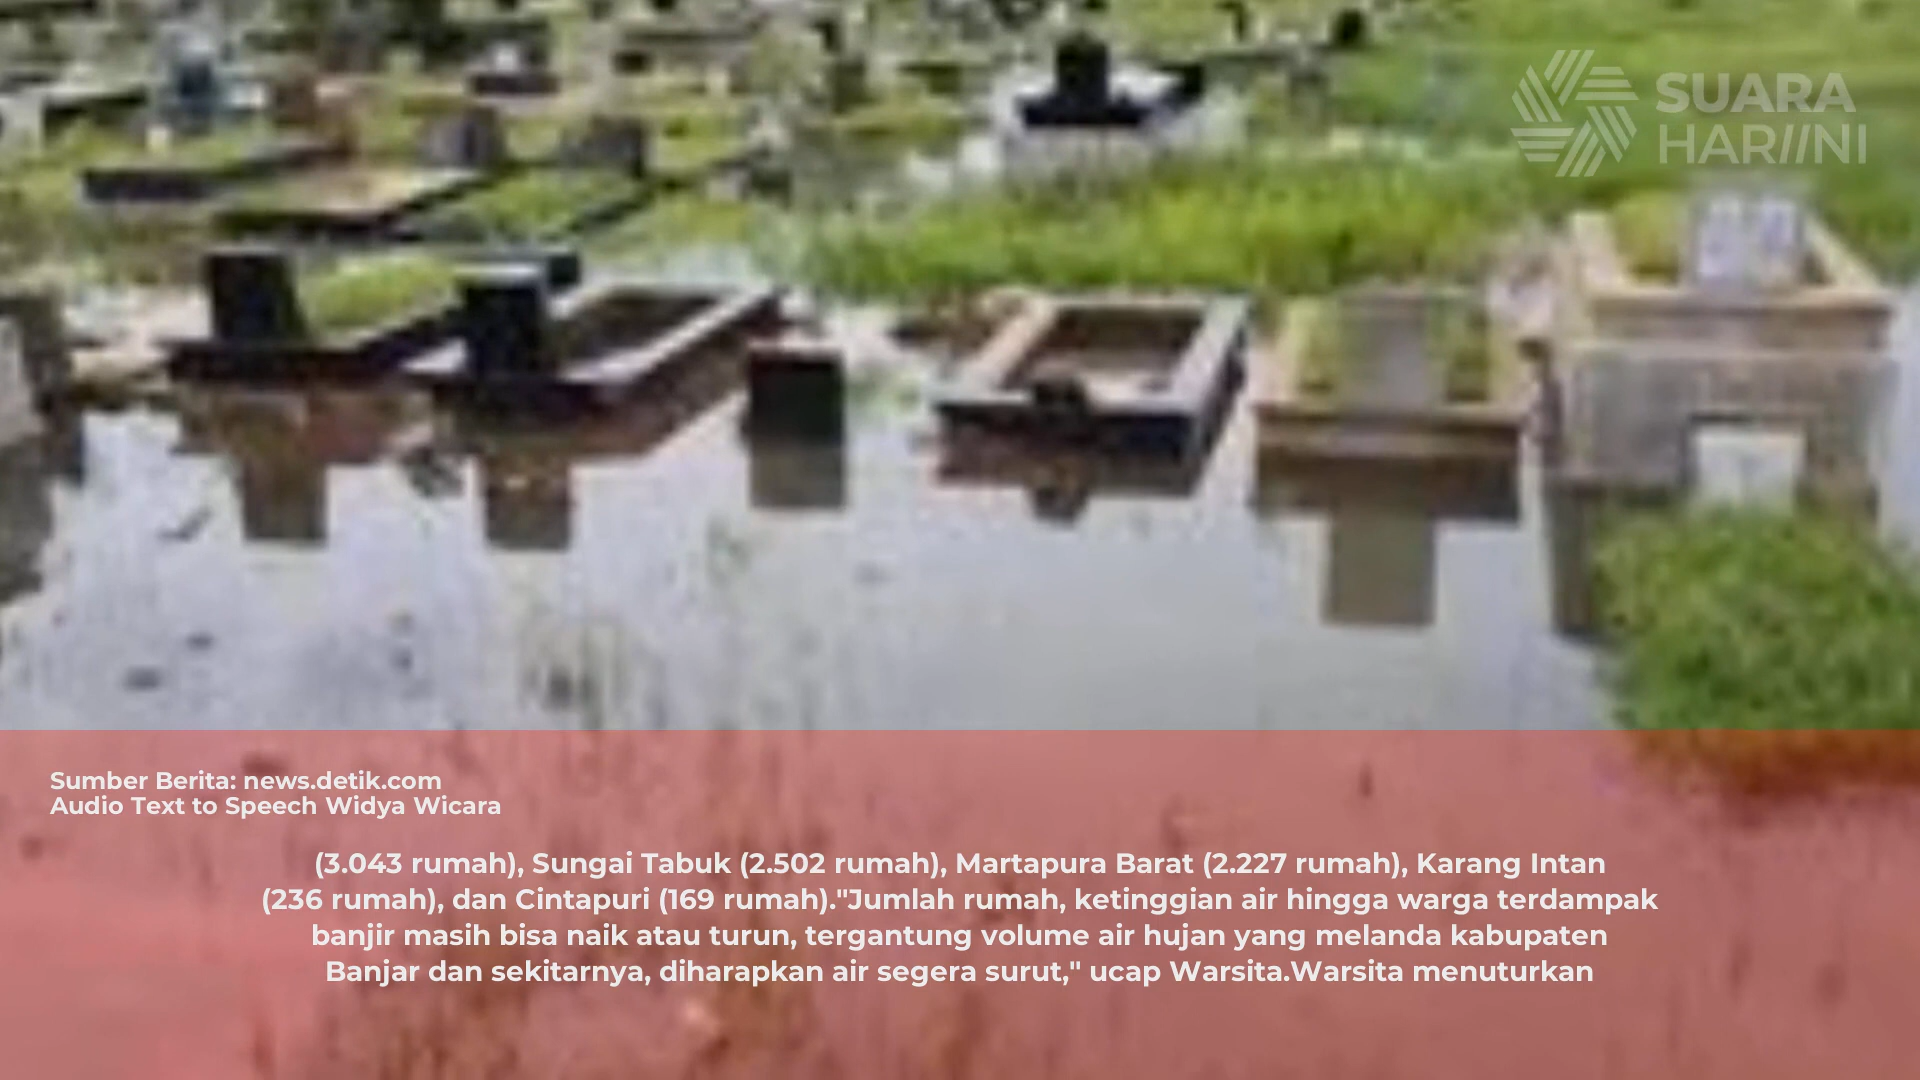 SUARA
HARIINI
Sumber Berita: news.detik.com
Audio Text to Speech Widya Wicara
(3.043 rumah), Sungai Tabuk (2.502 rumah), Martapura Barat (2.227 rumah), Karang Intan
(236 rumah), dan Cintapuri (169 rumah)."Jumlah rumah, ketinggian air hingga warga terdampak
banjir masih bisa naik atau turun, tergantung volume air hujan yang melanda kabupaten
Banjar dan sekitarnya, diharapkan air segera surut," ucap Warsita.Warsita menuturkan